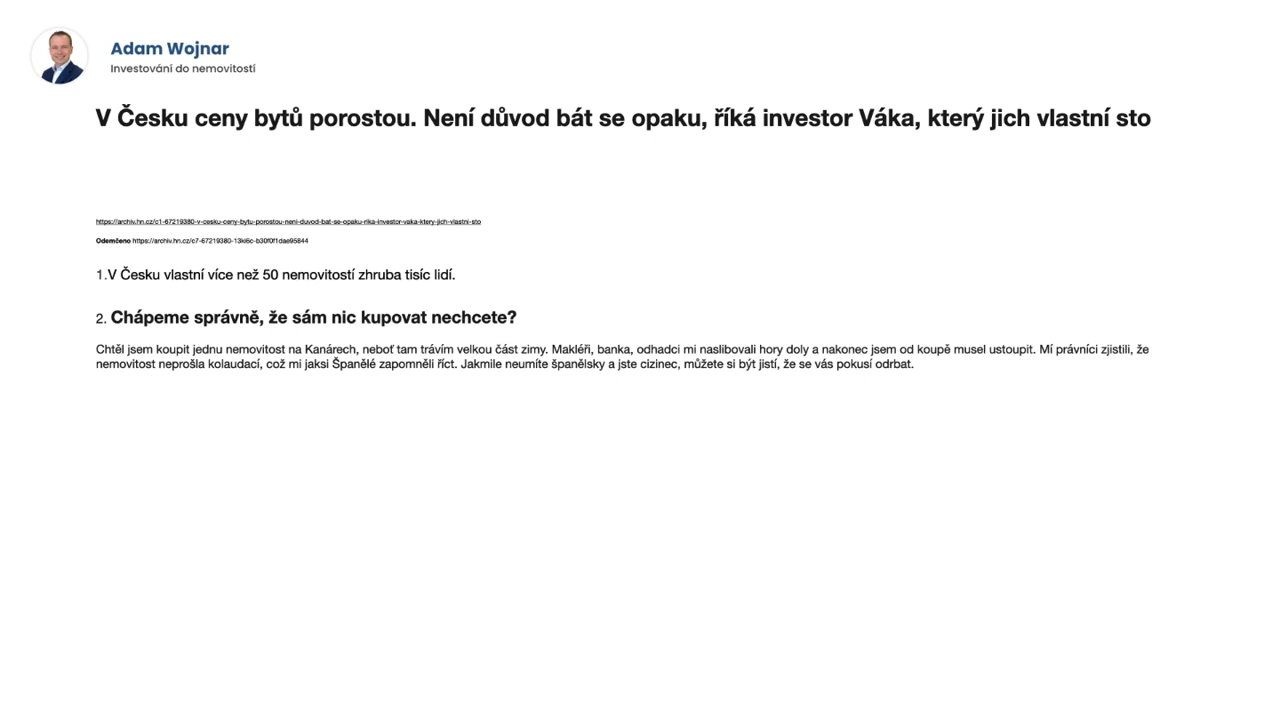 Adam Wojnar
Investování do nemovitostí
V Česku ceny bytů porostou. Není důvod bát se opaku, říká investor Váka, který jich vlastní sto
https://archiv.hn.cz/c1-67219380-v-cesku-ceny-bytu-porostou-neni-duvod-bat-se-opaku-rika-investor-vaka-ktery-jich-vlastni-sto
Odemčeno https://archiv.hn.cz/c7-67219380-13ki6c-b30f0f1dae95844
1.V Česku vlastní více než 50 nemovitostí zhruba tisíc lidí.
2. Chápeme správně, že sám nic kupovat nechcete?
Chtěl jsem koupit jednu nemovitost na Kanárech, neboť tam trávím velkou část zimy. Makléři, banka, odhadci mi naslibovali hory doly a nakonec jsem od koupě musel ustoupit. Mí právníci zjistili, že
nemovitost neprošla kolaudací, což mi jaksi Španělé zapomněli říct. Jakmile neumíte španělsky a jste cizinec, můžete si být jistí, že se vás pokusí odrbat.